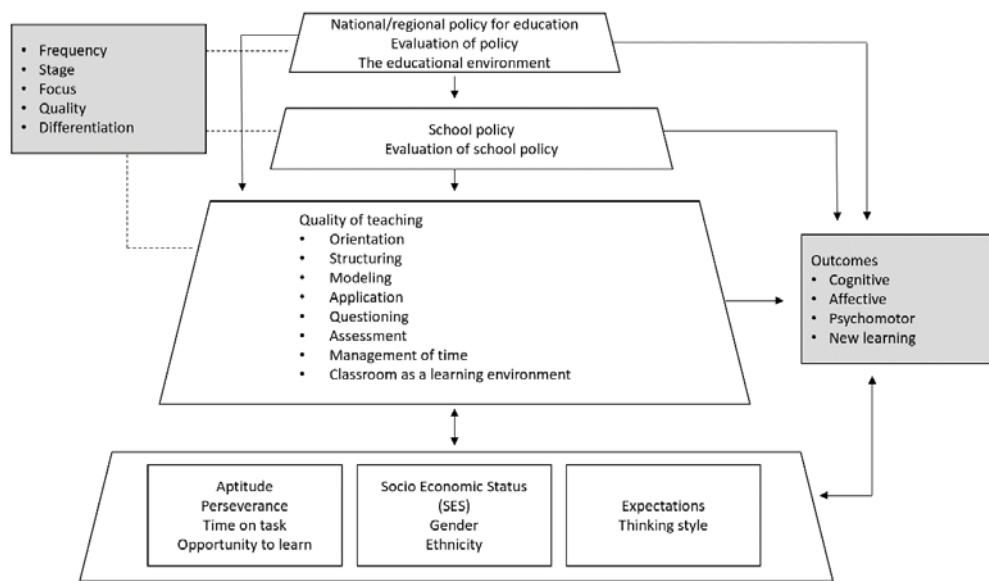 National/regional policy for education
Evaluation of policy
The educational environment
• Frequency
• Stage
• Focus
• Quality
• Differentiation
School policy
Evaluation of school policy
Quality of teaching
• Orientation
• Structuring
• Modeling
• Application
• Questioning
• Assessment
• Management of time
• Classroom as a learning environment
Outcomes
• Cognitive
• Affective
• Psychomotor
• New learning
Aptitude
Perseverance
Time on task
Opportunity to learn
Socio Economic Status
(SES)
Gender
Ethnicity
Expectations
Thinking style